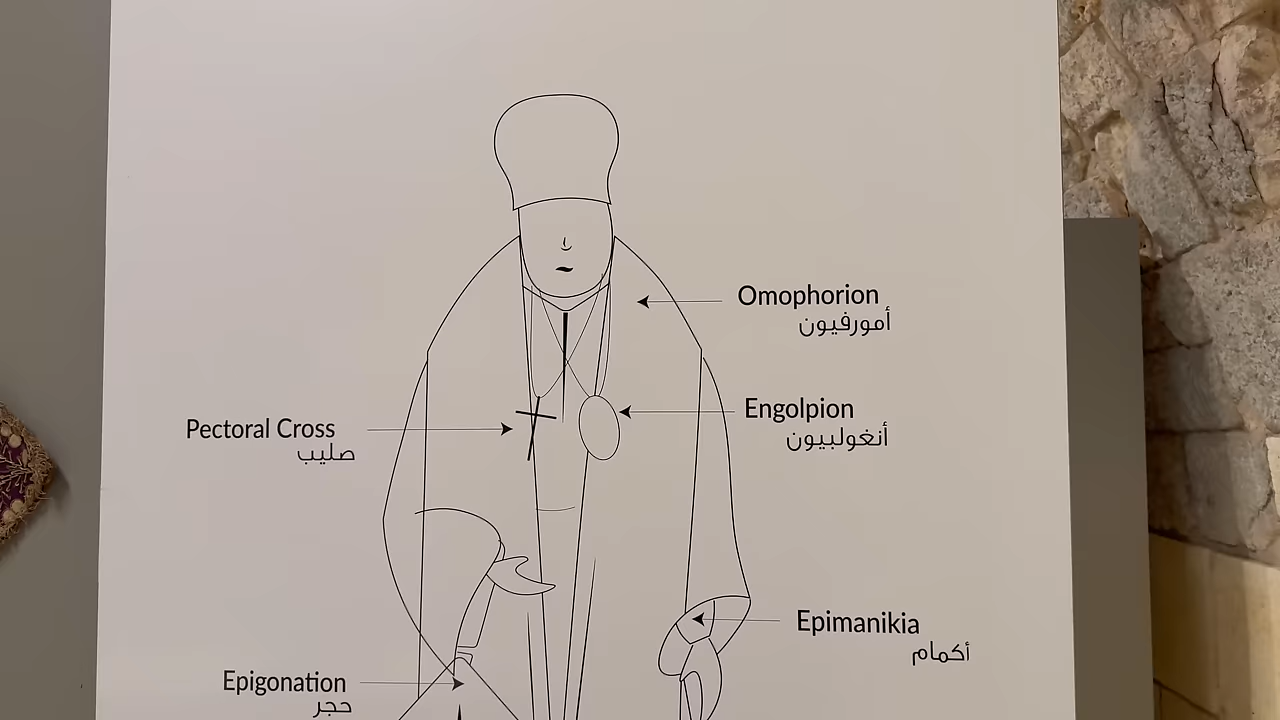 Omophorion
أمورفيون
Engolpion
أنغولبيون
Pectoral Cross
صليب
Epimanikia
أكمام
Epigonation
حجر